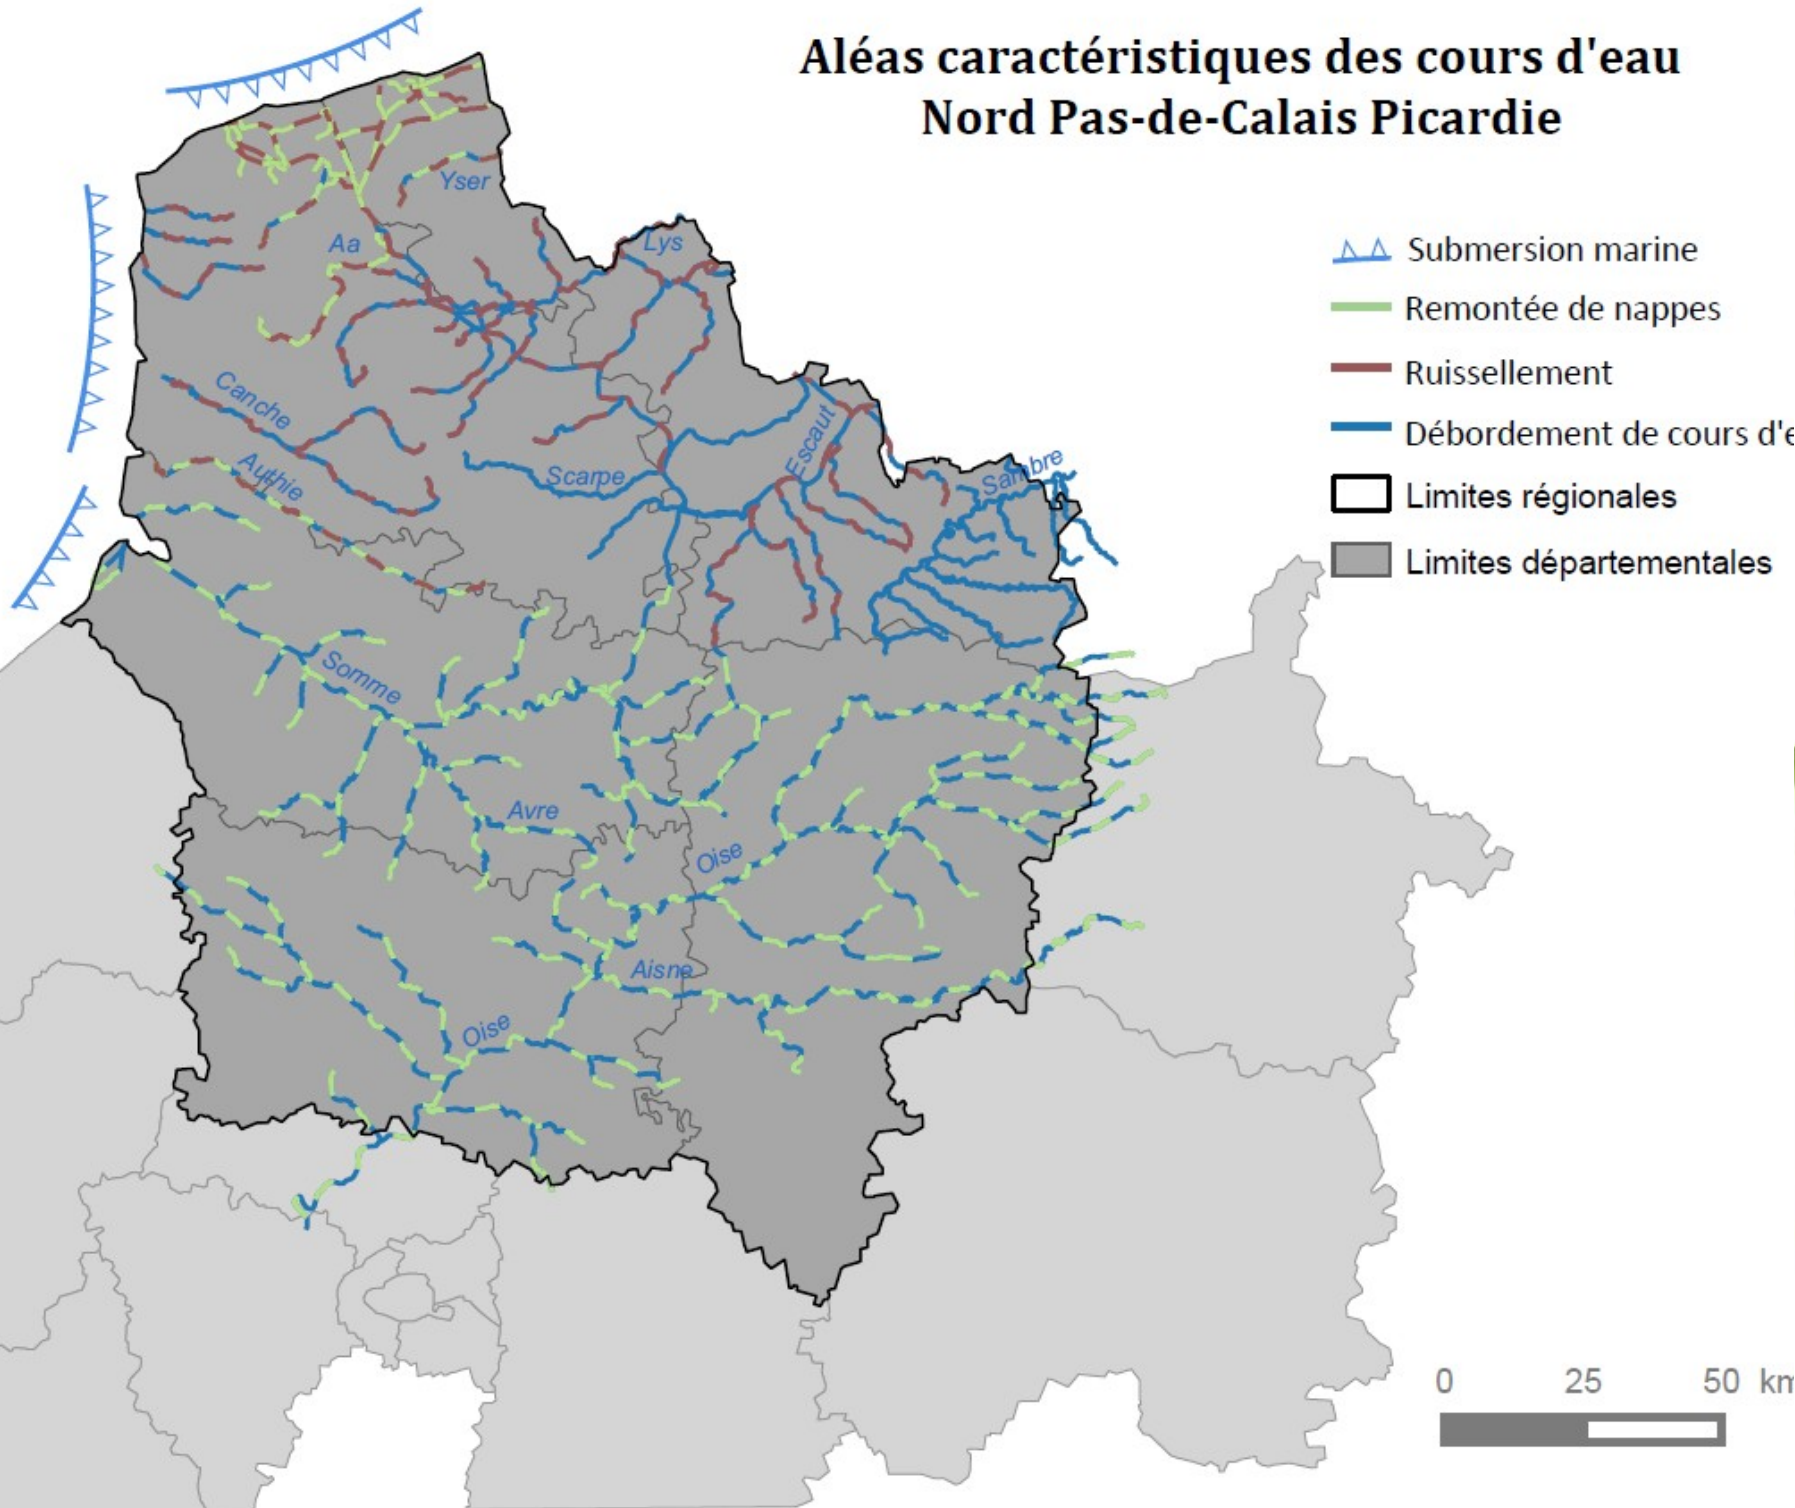 Aléas caractéristiques des cours d'eau
Nord Pas-de-Calais Picardie
Submersion marine
Remontée de nappes
Ruissellement
Débordement de cours d'e
Limites régionales
Limites départementales
Yser
Aa
Lys
Canche
Escaut
Authie
Scarpe
Sambre
Somme
Avre
Oise
Aisne
Oise
0 25 50 km